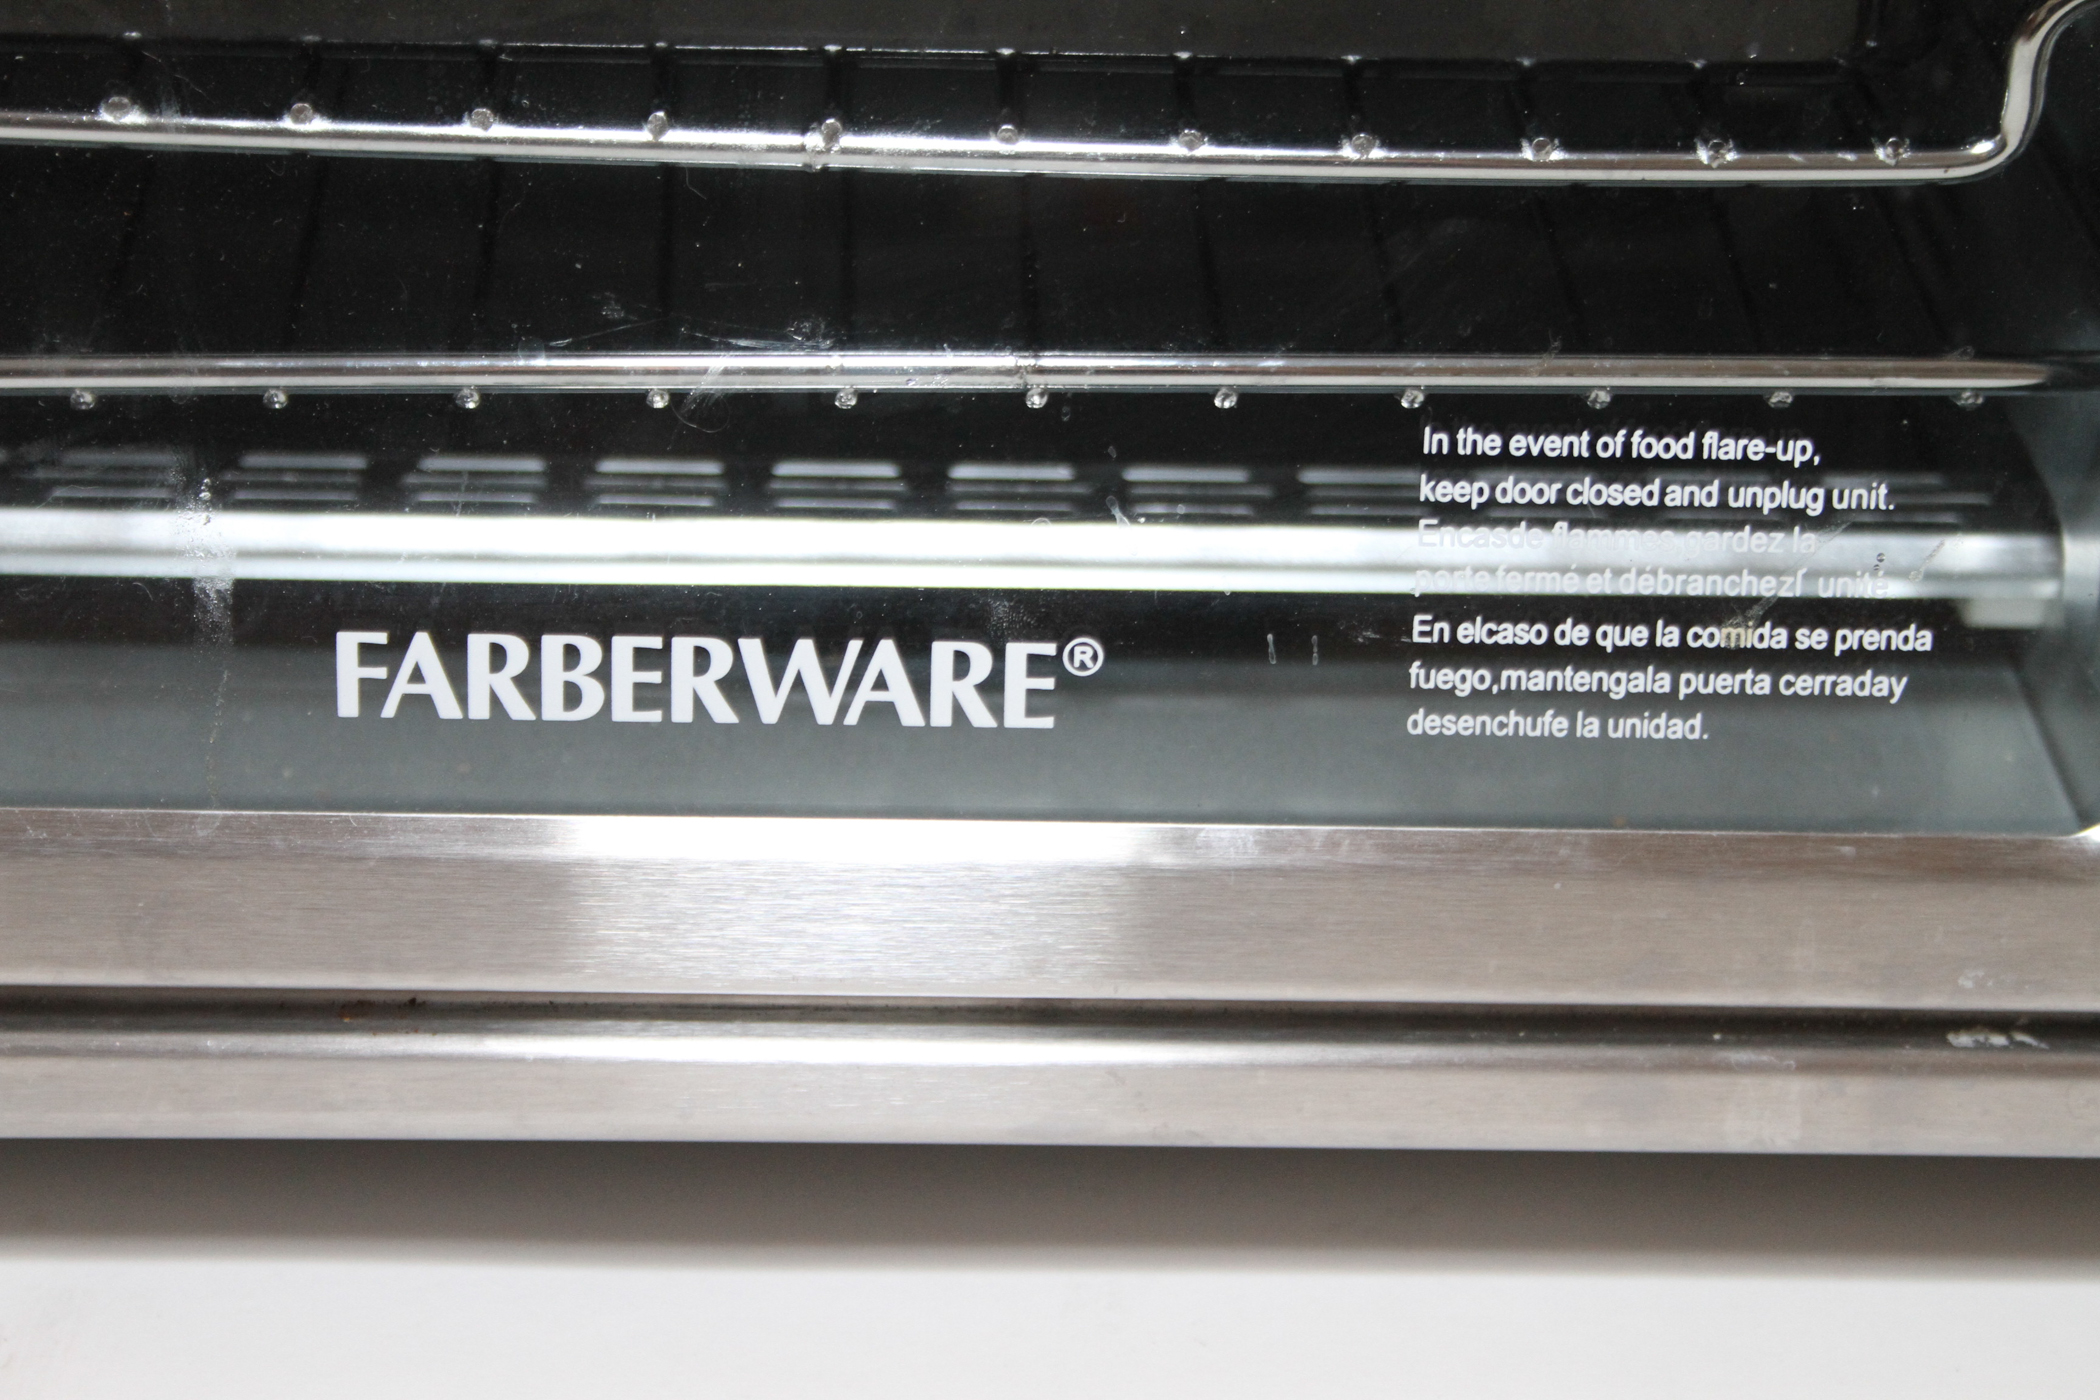 In the event of food flare-up,
keep door closed and unplug unit.
Encasde flammes,gardez la
porte fermé et débranchezl' unité
FARBERWARE®
En elcaso de que la comida se prenda
fuego,mantengala puerta cerraday
desenchufe la unidad.